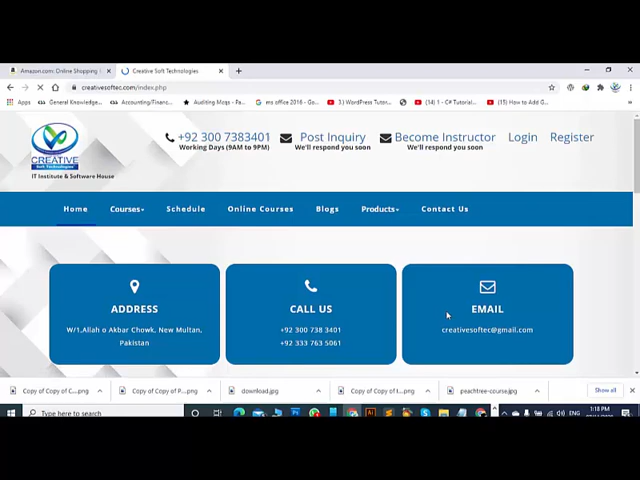 Amazon.com: Online Shopping
Creative Soft Technologies
creativesoftec.com/index.php
Apps
General Knowledge...
Accounting/Finan...
Auditing Mcqs - Pa...
ms office 2016 - G...
3.) WordPress Tutor...
(14) 1 - C# Tutorial...
(15) How to Add G...
CREATIVE
Soft Technologies
IT Institute & Software House
+92 300 7383401
Working Days (9AM to 9PM)
Post Inquiry
We'll respond you soon
Become Instructor
We'll respond you soon
Login
Register
Home
Courses
Schedule
Online Courses
Blogs
Products
Contact Us
ADDRESS
W/1,Allah o Akbar Chowk, New Multan,
Pakistan
CALL US
+92 300 738 3401
+92 333 763 5061
EMAIL
creativesoftec@gmail.com
Copy of Copy of C....png
Copy of Copy of P....png
download.jpg
Copy of Copy of I....png
peachtree-course.jpg
Show all
Type here to search
ENG
1:18 PM